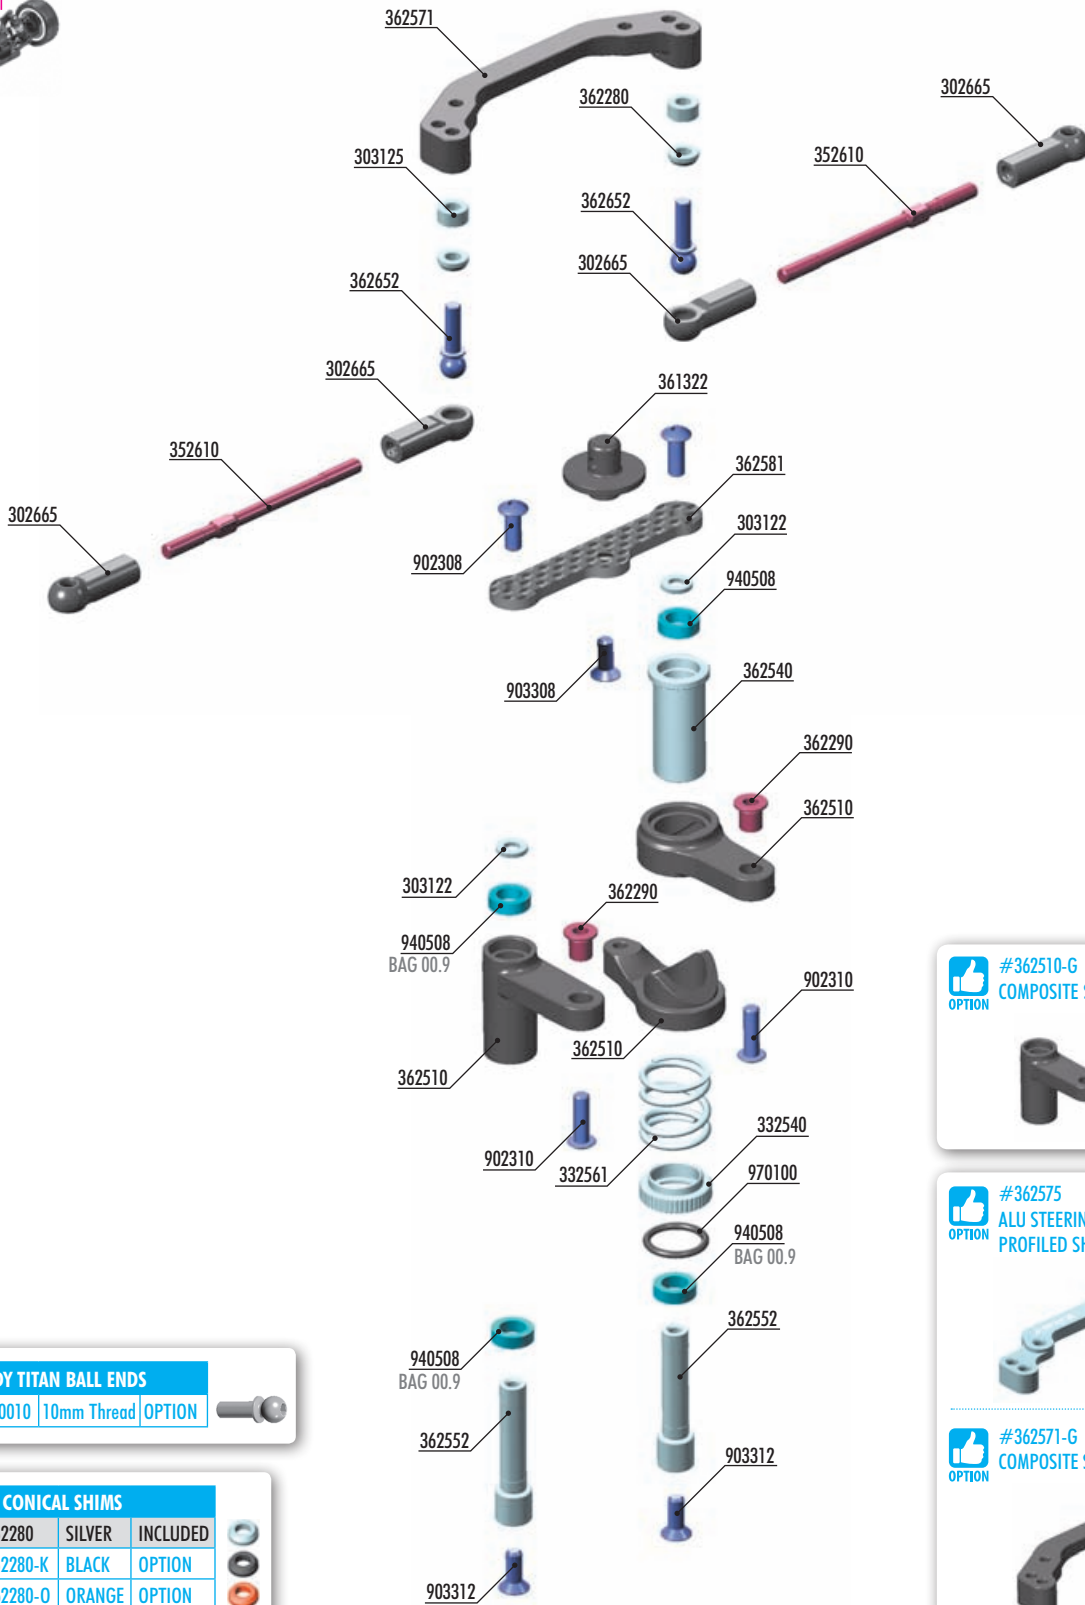 362571
362280
302665
303125
352610
362652
302665
362652
302665
361322
352610
362581
302665
303122
902308
940508
903308
362540
362290
362510
303122
362290
940508
BAG 00.9
902310
362510
362510
332540
902310
332561
970100
940508
BAG 00.9
362552
940508
BAG 00.9
362552
903312
903312
OPTION
#362510-G
COMPOSITE
OPTION
#362575
ALU
PROFILED
OPTION
#362571-G
COMPOSITE
TITAN BALL ENDS
10mm Thread OPTION
CONICAL SHIMS
SILVER INCLUDED
BLACK OPTION
ORANGE OPTION